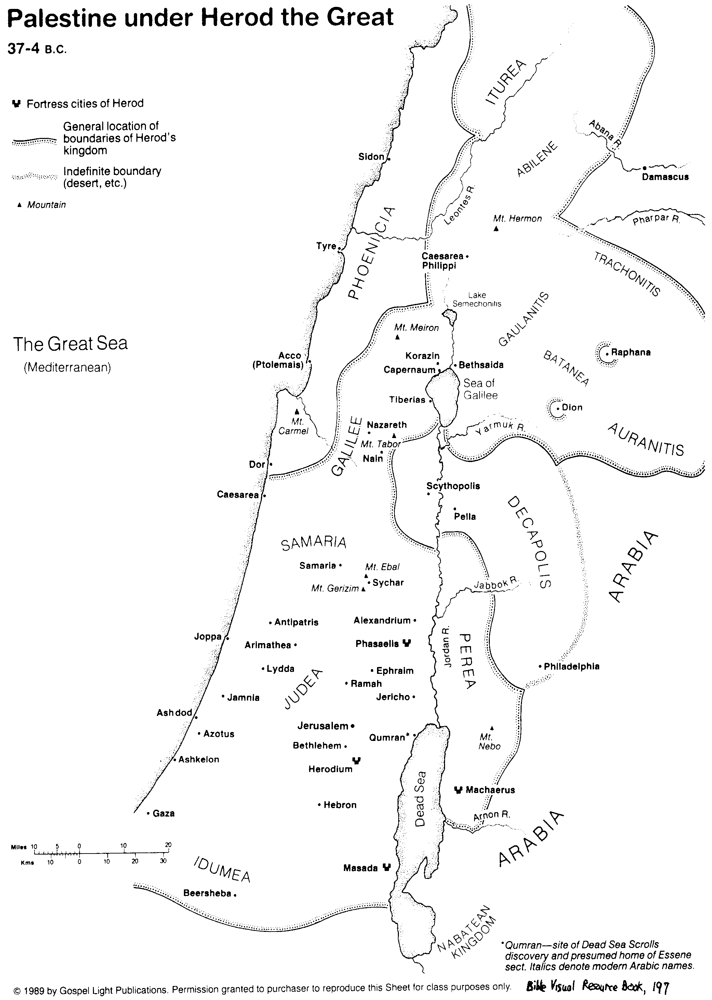 Palestine under Herod the Great
37-4 B.C.
Fortress cities of Herod
General location of
boundaries of Herod's
kingdom
Indefinite boundary
(desert, etc.)
Mountain
ITUREA
Abana R.
Sidon
ABILENE
Damascus
Leontes R.
Mt. Hermon
Pharpar R.
PHOENICIA
Tyre
Caesarea
Philippi
TRACHONITIS
Lake
Semechonitis
GAULANITIS
Mt. Meiron
The Great Sea
(Mediterranean)
Acco
(Ptolemais)
Korazin
Capernaum
Bethsaida
BATANEA
Raphana
Sea of
Galilee
Tiberias
Dion
Mt.
Carmel
GALILEE
Nazareth
Mt. Tabor
Nain
Yarmuk R.
AURANITIS
Dor
Caesarea
Scythopolis
Pella
DECAPOLIS
SAMARIA
Samaria
Mt. Ebal
Sychar
Mt. Gerizim
Jabbok R.
ARABIA
Antipatris
Alexandrium
Joppa
Arimathea
Phasaelis
Jordan R.
PEREA
Lydda
Ephraim
Philadelphia
Ramah
JUDEA
Jamnia
Jericho
Ashdod
Jerusalem
Azotus
Qumran*
Mt.
Nebo
Bethlehem
Ashkelon
Herodium
Dead Sea
Machaerus
Hebron
Gaza
Arnon R.
ARABIA
Miles 10 5 0 10 20
Kms 10 0 10 20 30
IDUMEA
Masada
Beersheba
NABATEAN
KINGDOM
*Qumran—site of Dead Sea Scrolls
discovery and presumed home of Essene
sect. Italics denote modern Arabic names.
© 1989 by Gospel Light Publications. Permission granted to purchaser to reproduce this Sheet for class purposes only.
Bible Visual Resource Book, 197